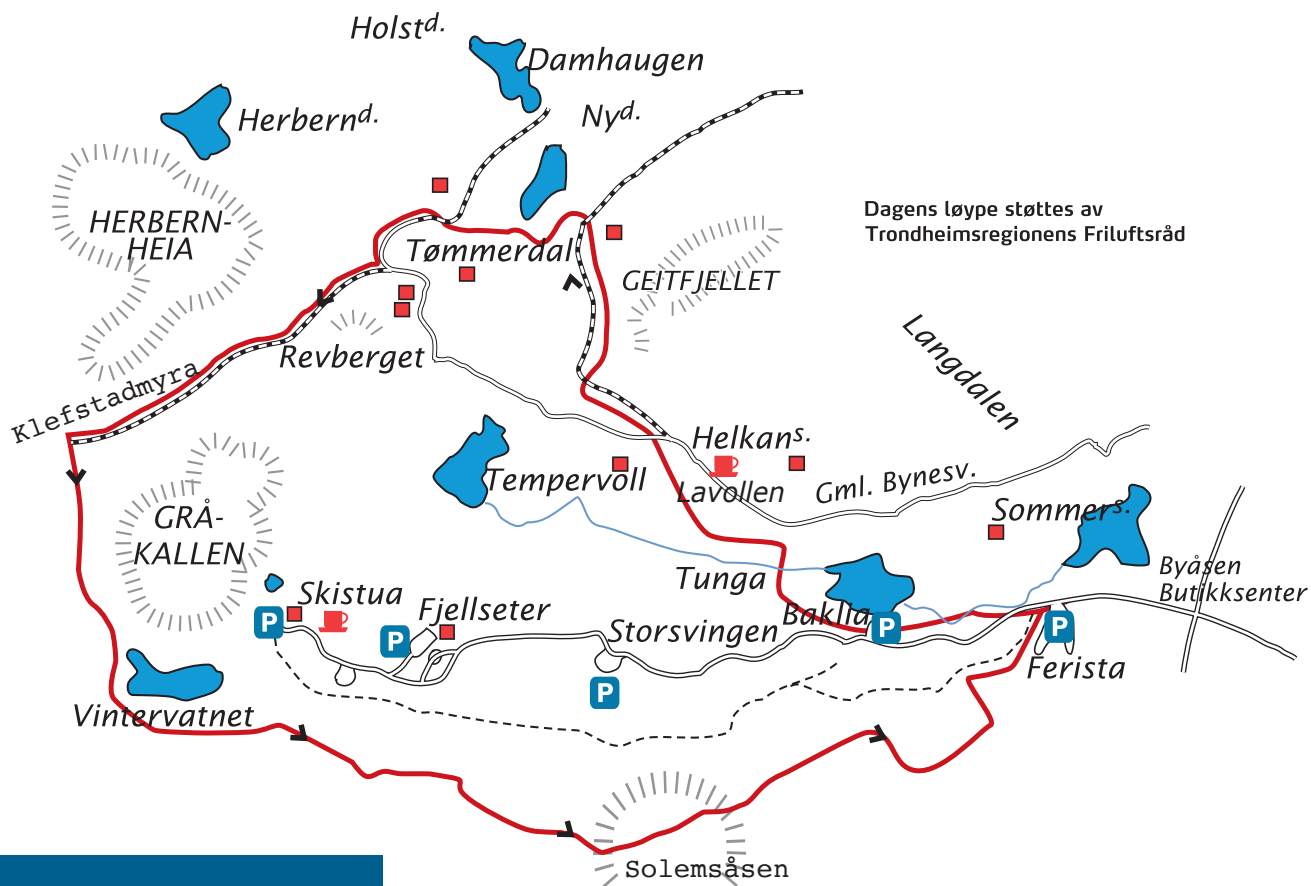 Holst d.
Damhaugen
Herbern d.
Ny d.
HERBERN-
HEIA
Dagens løype støttes av
Trondheimsregionens Friluftsråd
Tømmerdal
GEITFJELLET
Revberget
Langdalen
Klefstadmyra
Helkan s.
Tempervoll
Lavollen
Gml. Bynesv.
GRÅ-
KALLEN
Sommer s.
Tunga
Byåsen
Butikksenter
Skistua
Fjellseter
Baklia
Storsvingen
P
P
P
P
P
Ferista
Vintervatnet
Solemsåsen